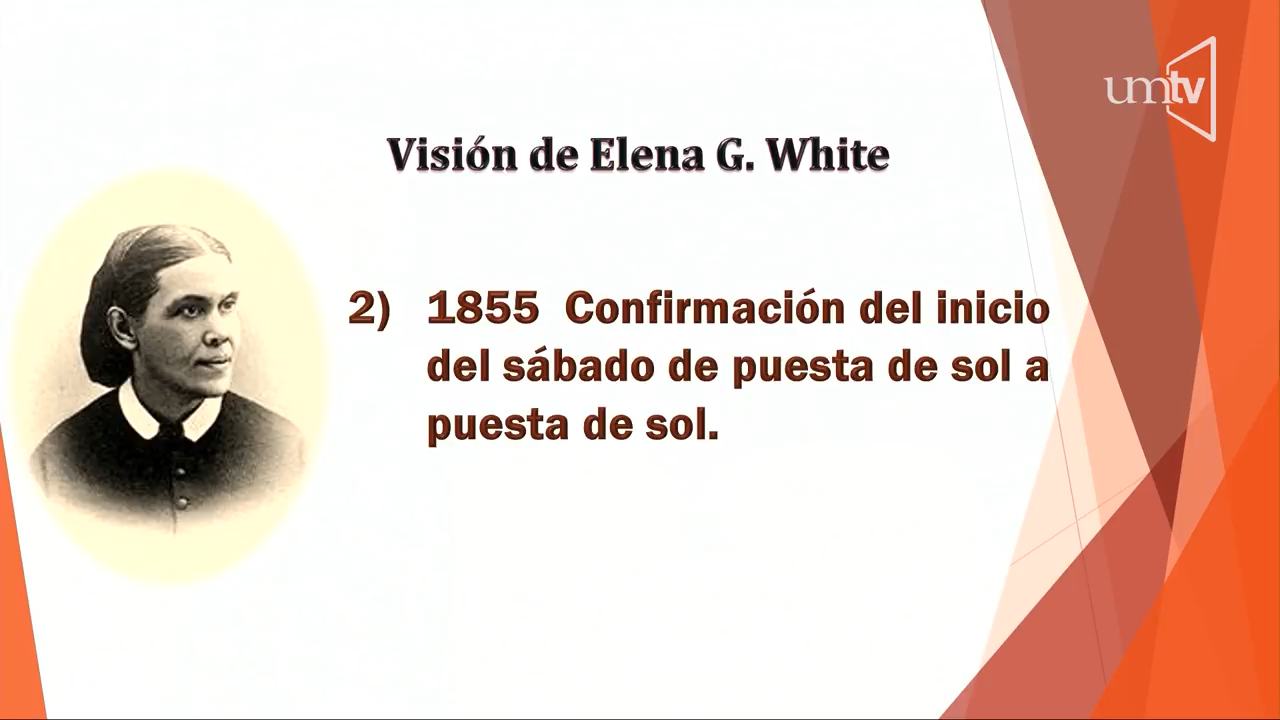 umtv
Visión de Elena G. White
2) 1855 Confirmación del inicio
del sábado de puesta de sol a
puesta de sol.